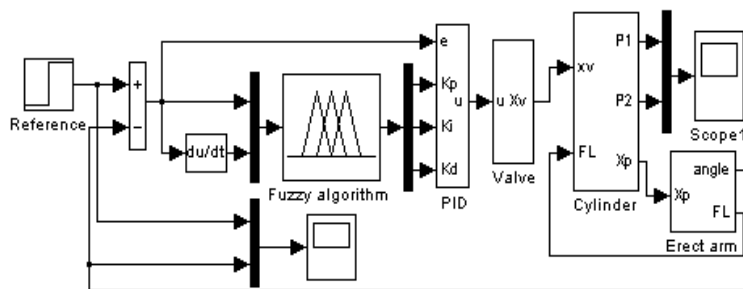 Reference
+
−
du/dt
Fuzzy algorithm
e
Kp
Ki
Kd
u
PID
u Xv
Valve
xv
FL
P1
P2
Xp
Cylinder
Scope1
Xp
angle
FL
Erect arm